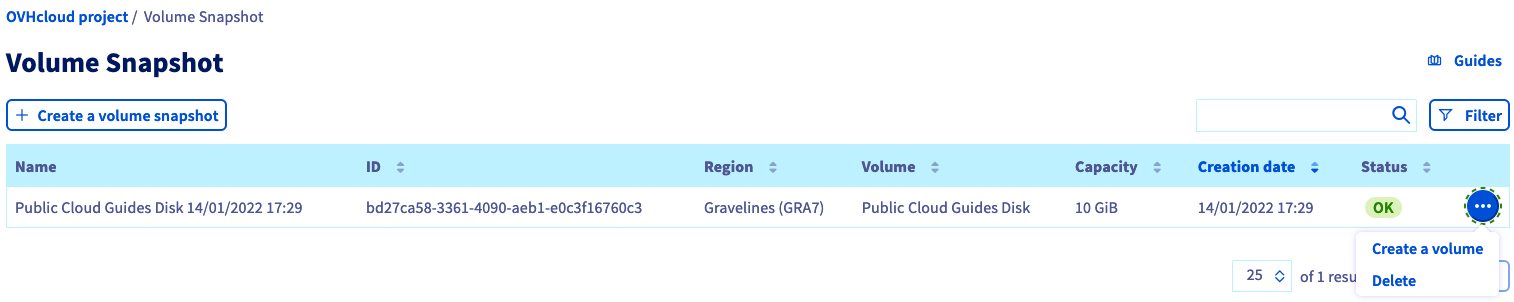 OVHcloud project / Volume Snapshot
Volume Snapshot
Guides
+ Create a volume snapshot
Filter
Name ID Region Volume Capacity Creation date Status
Public Cloud Guides Disk 14/01/2022 17:29 bd27ca58-3361-4090-aeb1-e0c3f16760c3 Gravelines (GRA7) Public Cloud Guides Disk 10 GiB 14/01/2022 17:29 OK
Create a volume
25 of 1
Delete